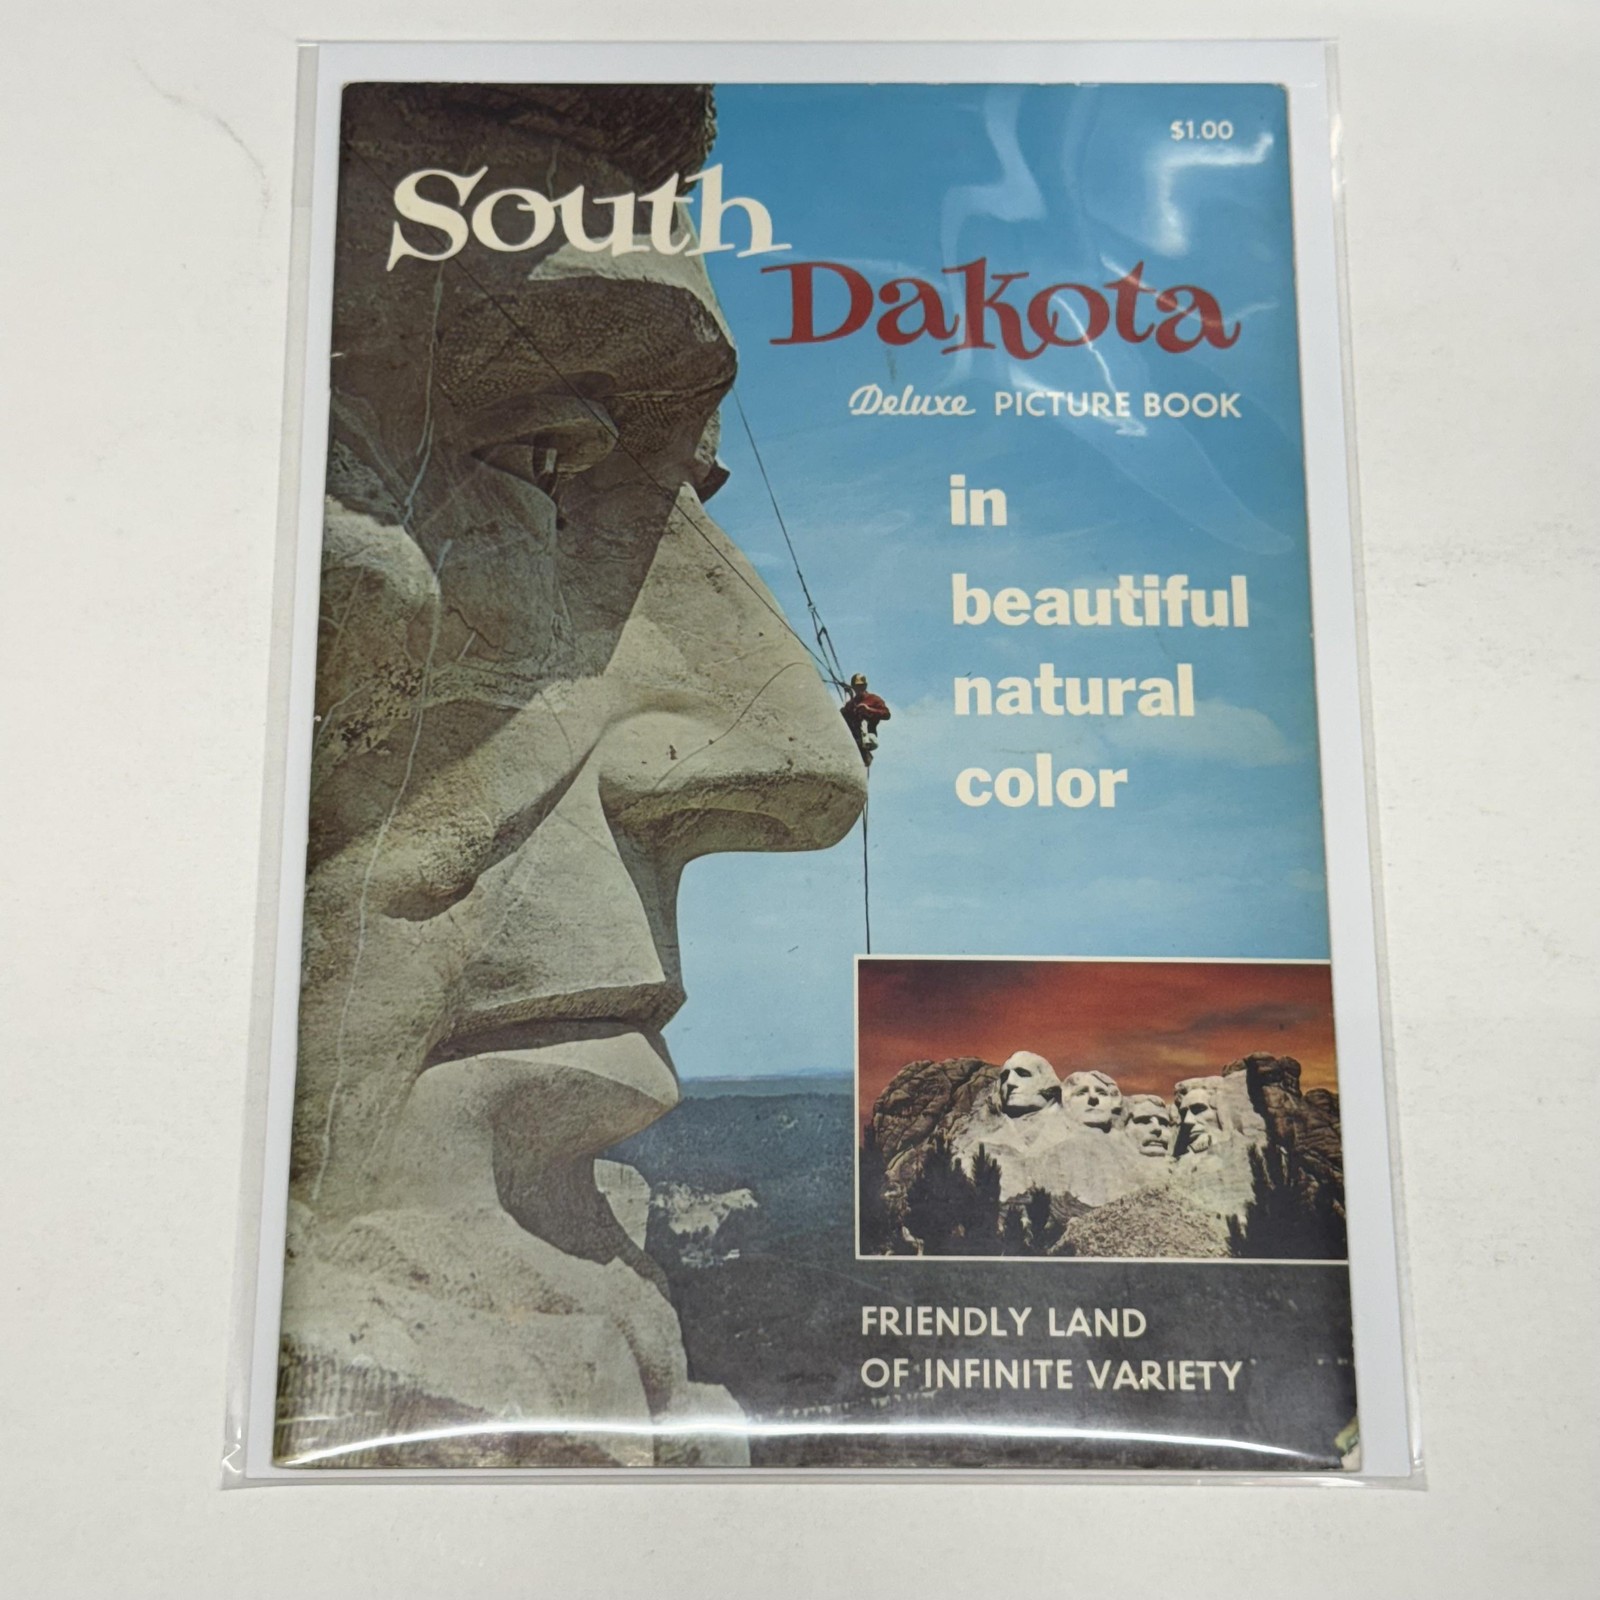 $1.00
South
Dakota
Deluxe PICTURE BOOK
in
beautiful
natural
color
FRIENDLY LAND
OF INFINITE VARIETY